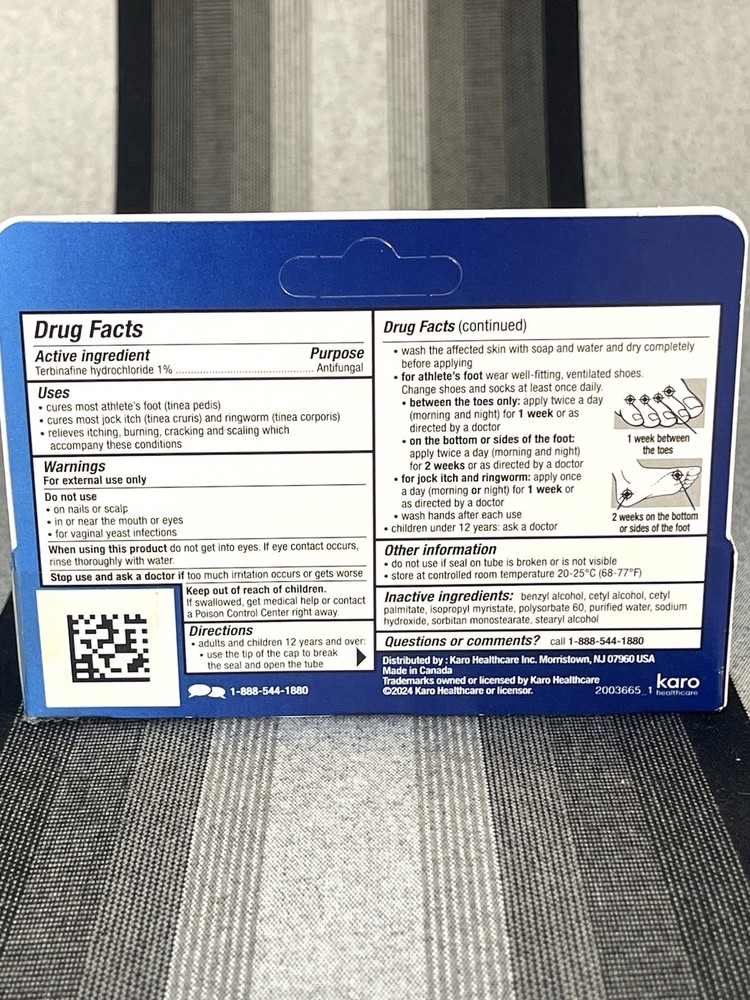 Drug Facts
Active ingredient Purpose
Terbinafine hydrochloride 1% ........................................ Antifungal
Uses
• cures most athlete's foot (tinea pedis)
• cures most jock itch (tinea cruris) and ringworm (tinea corporis)
• relieves itching, burning, cracking and scaling which
accompany these conditions
Warnings
For external use only
Do not use
• on nails or scalp
• in or near the mouth or eyes
• for vaginal yeast infections
When using this product do not get into eyes. If eye contact occurs,
rinse thoroughly with water.
Stop use and ask a doctor if too much irritation occurs or gets worse
Keep out of reach of children.
If swallowed, get medical help or contact
a Poison Control Center right away.
Directions
• adults and children 12 years and over:
• use the tip of the cap to break
the seal and open the tube
1-888-544-1880
Drug Facts (continued)
• wash the affected skin with soap and water and dry completely
before applying
• for athlete's foot wear well-fitting, ventilated shoes.
Change shoes and socks at least once daily.
• between the toes only: apply twice a day
(morning and night) for 1 week or as
directed by a doctor
• on the bottom or sides of the foot:
apply twice a day (morning and night)
for 2 weeks or as directed by a doctor
• for jock itch and ringworm: apply once
a day (morning or night) for 1 week or
as directed by a doctor
• wash hands after each use
• children under 12 years: ask a doctor
1 week between
the toes
2 weeks on the bottom
or sides of the foot
Other information
• do not use if seal on tube is broken or is not visible
• store at controlled room temperature 20-25°C (68-77°F)
Inactive ingredients: benzyl alcohol, cetyl alcohol, cetyl
palmitate, isopropyl myristate, polysorbate 60, purified water, sodium
hydroxide, sorbitan monostearate, stearyl alcohol
Questions or comments? call 1-888-544-1880
Distributed by : Karo Healthcare Inc. Morristown, NJ 07960 USA
Made in Canada
Trademarks owned or licensed by Karo Healthcare
©2024 Karo Healthcare or licensor.
2003665_1
karo
healthcare